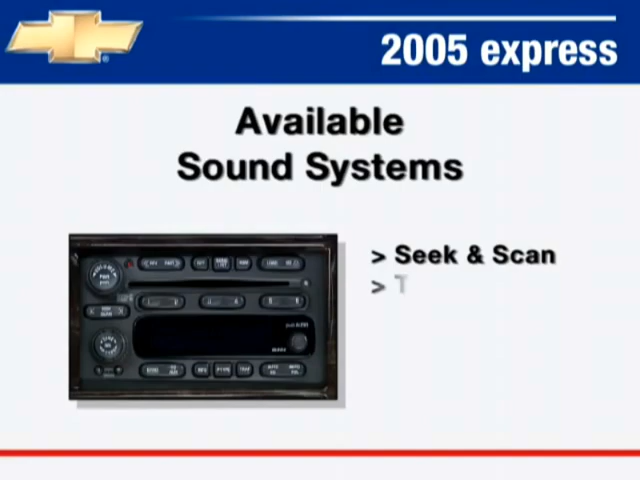 2005 express
Available
Sound Systems
> Seek & Scan
> T